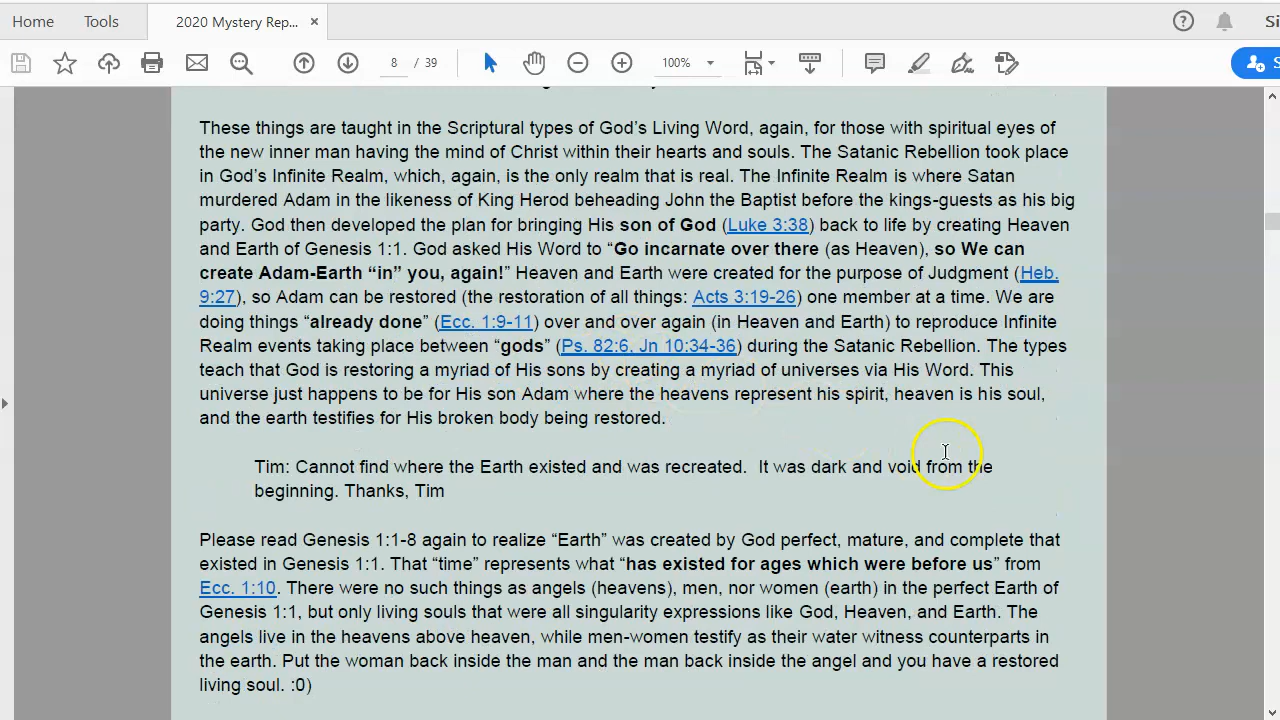 Home Tools 2020 Mystery Rep... ×
8 / 39 100%
These things are taught in the Scriptural types of God's Living Word, again, for those with spiritual eyes of
the new inner man having the mind of Christ within their hearts and souls. The Satanic Rebellion took place
in God's Infinite Realm, which, again, is the only realm that is real. The Infinite Realm is where Satan
murdered Adam in the likeness of King Herod beheading John the Baptist before the kings-guests as his big
party. God then developed the plan for bringing His son of God (Luke 3:38) back to life by creating Heaven
and Earth of Genesis 1:1. God asked His Word to “Go incarnate over there (as Heaven), so We can
create Adam-Earth “in” you, again!” Heaven and Earth were created for the purpose of Judgment (Heb.
9:27), so Adam can be restored (the restoration of all things: Acts 3:19-26) one member at a time. We are
doing things “already done” (Ecc. 1:9-11) over and over again (in Heaven and Earth) to reproduce Infinite
Realm events taking place between “gods” (Ps. 82:6, Jn 10:34-36) during the Satanic Rebellion. The types
teach that God is restoring a myriad of His sons by creating a myriad of universes via His Word. This
universe just happens to be for His son Adam where the heavens represent his spirit, heaven is his soul,
and the earth testifies for His broken body being restored.
Tim: Cannot find where the Earth existed and was recreated.  It was dark and void from the
beginning. Thanks, Tim
Please read Genesis 1:1-8 again to realize “Earth” was created by God perfect, mature, and complete that
existed in Genesis 1:1. That “time” represents what “has existed for ages which were before us” from
Ecc. 1:10. There were no such things as angels (heavens), men, nor women (earth) in the perfect Earth of
Genesis 1:1, but only living souls that were all singularity expressions like God, Heaven, and Earth. The
angels live in the heavens above heaven, while men-women testify as their water witness counterparts in
the earth. Put the woman back inside the man and the man back inside the angel and you have a restored
living soul. :0)